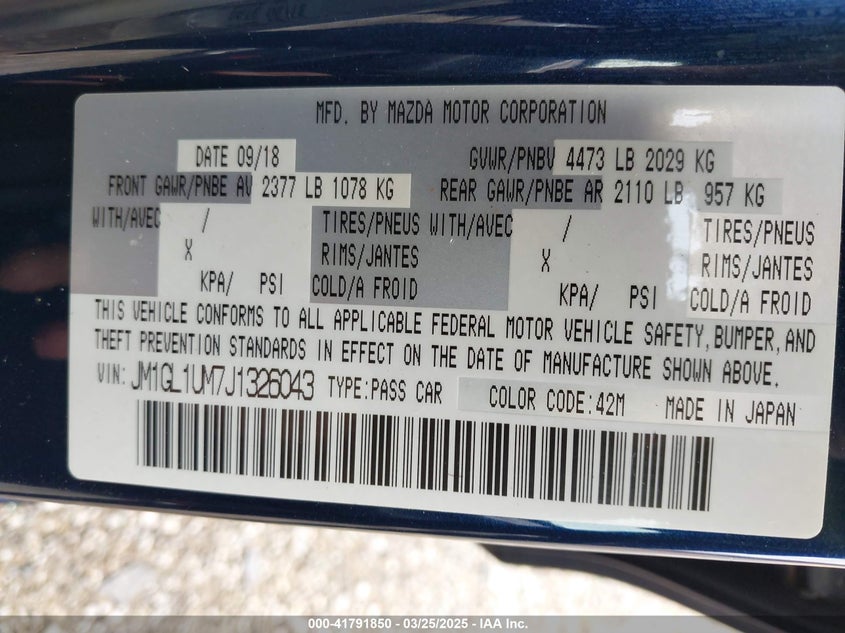 MFD. BY MAZDA MOTOR CORPORATION
DATE 09/18 GVWR/PNBV 4473 LB 2029 KG
FRONT GAWR/PNBE AV 2377 LB 1078 KG REAR GAWR/PNBE AR 2110 LB 957 KG
WITH/AVEC / TIRES/PNEUS WITH/AVEC / TIRES/PNEUS
X RIMS/JANTES X RIMS/JANTES
KPA/ PSI COLD/A FROID KPA/ PSI COLD/A FROID
THIS VEHICLE CONFORMS TO ALL APPLICABLE FEDERAL MOTOR VEHICLE SAFETY, BUMPER, AND
THEFT PREVENTION STANDARDS IN EFFECT ON THE DATE OF MANUFACTURE SHOWN ABOVE.
VIN: JM1GL1UM7J1326043 TYPE:PASS CAR COLOR CODE:42M MADE IN JAPAN
000-41791850 - 03/25/2025 - IAA Inc.